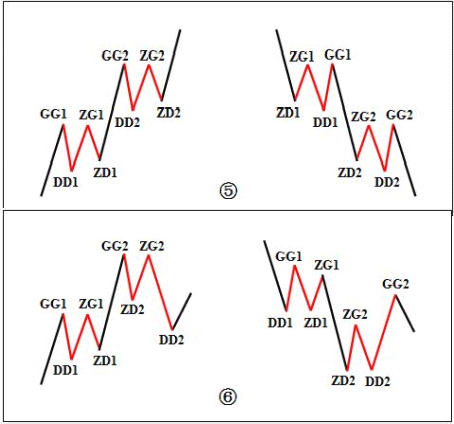 GG2 ZG2 ZG1 GG1
GG1 ZG1 DD2 ZD2 ZD1 DD1 ZG2 GG2
DD1 ZD1 ZD2 DD2
⑤
GG2 ZG2 GG1 ZG1
GG1 ZG1 ZD2 DD1 ZD1 GG2
DD1 ZD1 DD2 ZG2
ZD2 DD2
⑥